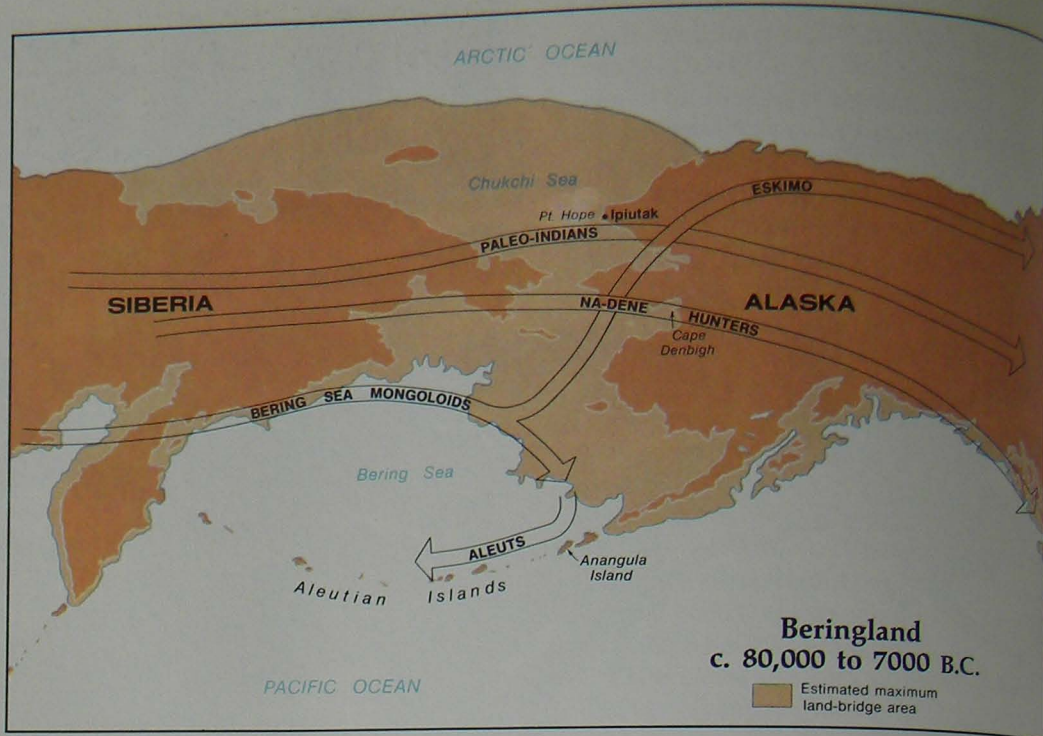 ARCTIC OCEAN
Chukchi Sea
ESKIMO
Pt. Hope • Ipiutak
PALEO-INDIANS
SIBERIA
NA-DENE HUNTERS
ALASKA
Cape
Denbigh
BERING SEA MONGOLOIDS
Bering Sea
ALEUTS
Anangula
Island
Aleutian Islands
Beringland
c. 80,000 to 7000 B.C.
PACIFIC OCEAN
Estimated maximum
land-bridge area